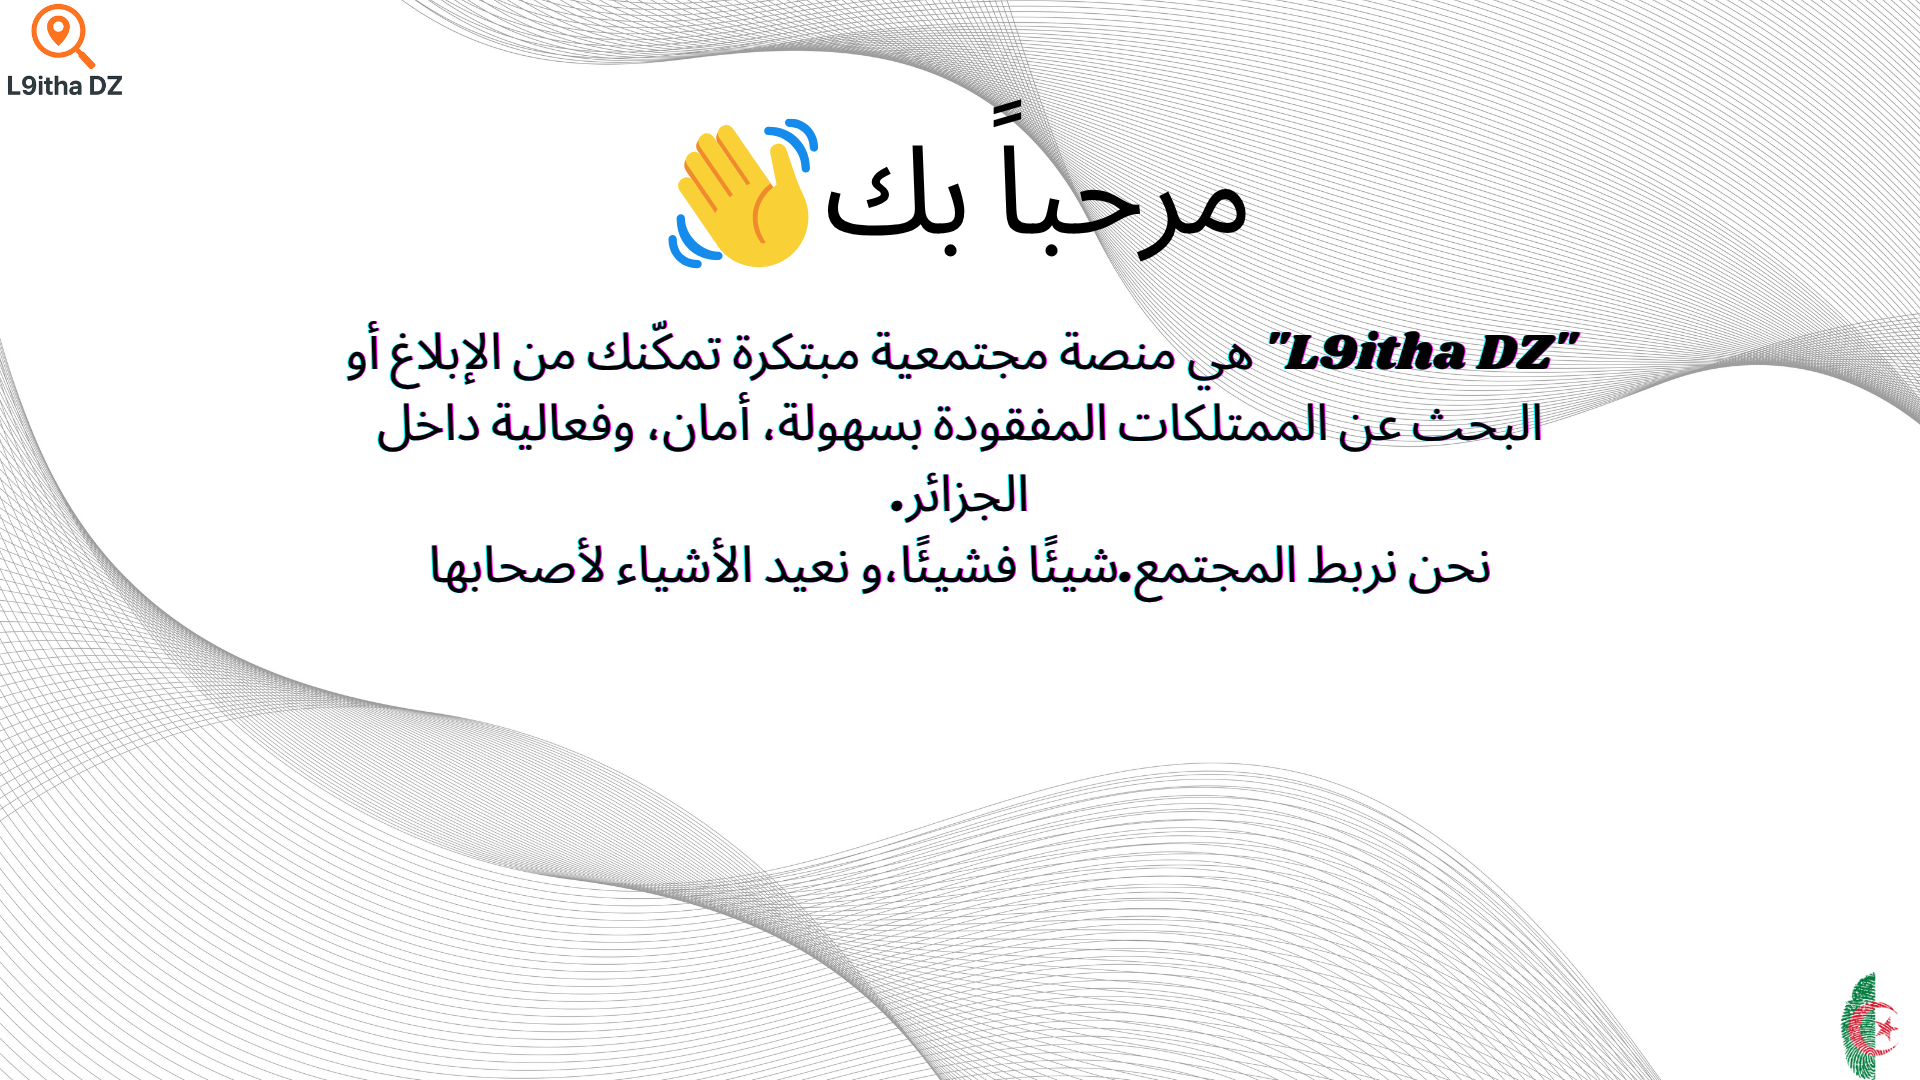 L9itha DZ
مرحباً بك👋
"L9itha DZ" هي منصة مجتمعية مبتكرة تمكّنك من الإبلاغ أو
البحث عن الممتلكات المفقودة بسهولة، أمان، وفعالية داخل
الجزائر.
نحن نربط المجتمع.شيئًا فشيئًا،و نعيد الأشياء لأصحابها